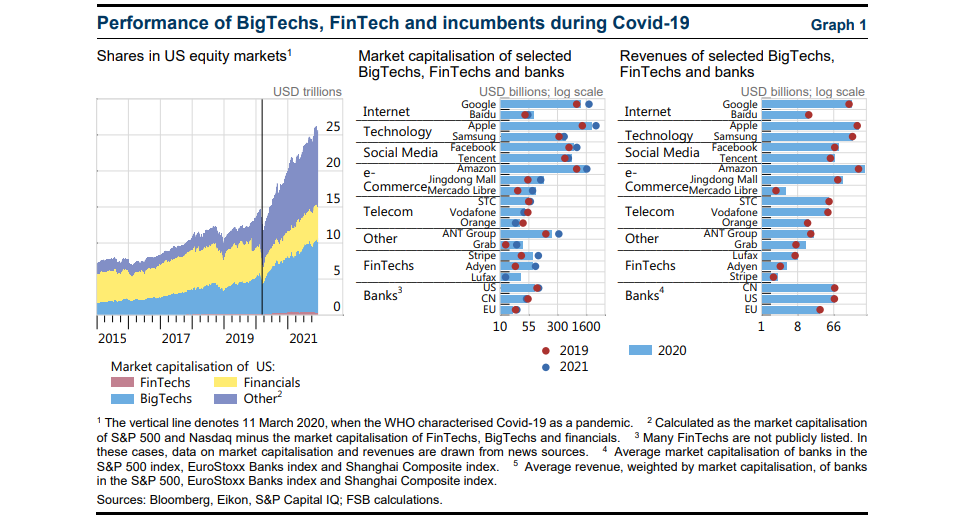 Performance of BigTechs, FinTech and incumbents during Covid-19
Graph 1
Shares in US equity markets1
USD trillions
25
20
15
10
5
0
2015
2017
2019
2021
Market capitalisation of US:
FinTechs
Financials
BigTechs
Other2
Market capitalisation of selected
BigTechs, FinTechs and banks
USD billions; log scale
Internet
Google
Baidu
Technology
Apple
Samsung
Social Media
Facebook
Tencent
e-
Commerce
Amazon
Jingdong Mall
Mercado Libre
Telecom
STC
Vodafone
Orange
Other
ANT Group
Grab
FinTechs
Stripe
Adyen
Lufax
Banks3
US
CN
EU
10 55 300 1600
2019
2021
2020
Revenues of selected BigTechs,
FinTechs and banks
USD billions; log scale
Internet
Google
Baidu
Technology
Apple
Samsung
Social Media
Facebook
Tencent
e-
Commerce
Amazon
Jingdong Mall
Mercado Libre
Telecom
STC
Vodafone
Orange
Other
ANT Group
Grab
FinTechs
Lufax
Adyen
Stripe
Banks4
CN
US
EU
1 8 66
1 The vertical line denotes 11 March 2020, when the WHO characterised Covid-19 as a pandemic. 2 Calculated as the market capitalisation
of S&P 500 and Nasdaq minus the market capitalisation of FinTechs, BigTechs and financials. 3 Many FinTechs are not publicly listed. In
these cases, data on market capitalisation and revenues are drawn from news sources. 4 Average market capitalisation of banks in the
S&P 500 index, EuroStoxx Banks index and Shanghai Composite index. 5 Average revenue, weighted by market capitalisation, of banks
in the S&P 500, EuroStoxx Banks index and Shanghai Composite index.
Sources: Bloomberg, Eikon, S&P Capital IQ; FSB calculations.